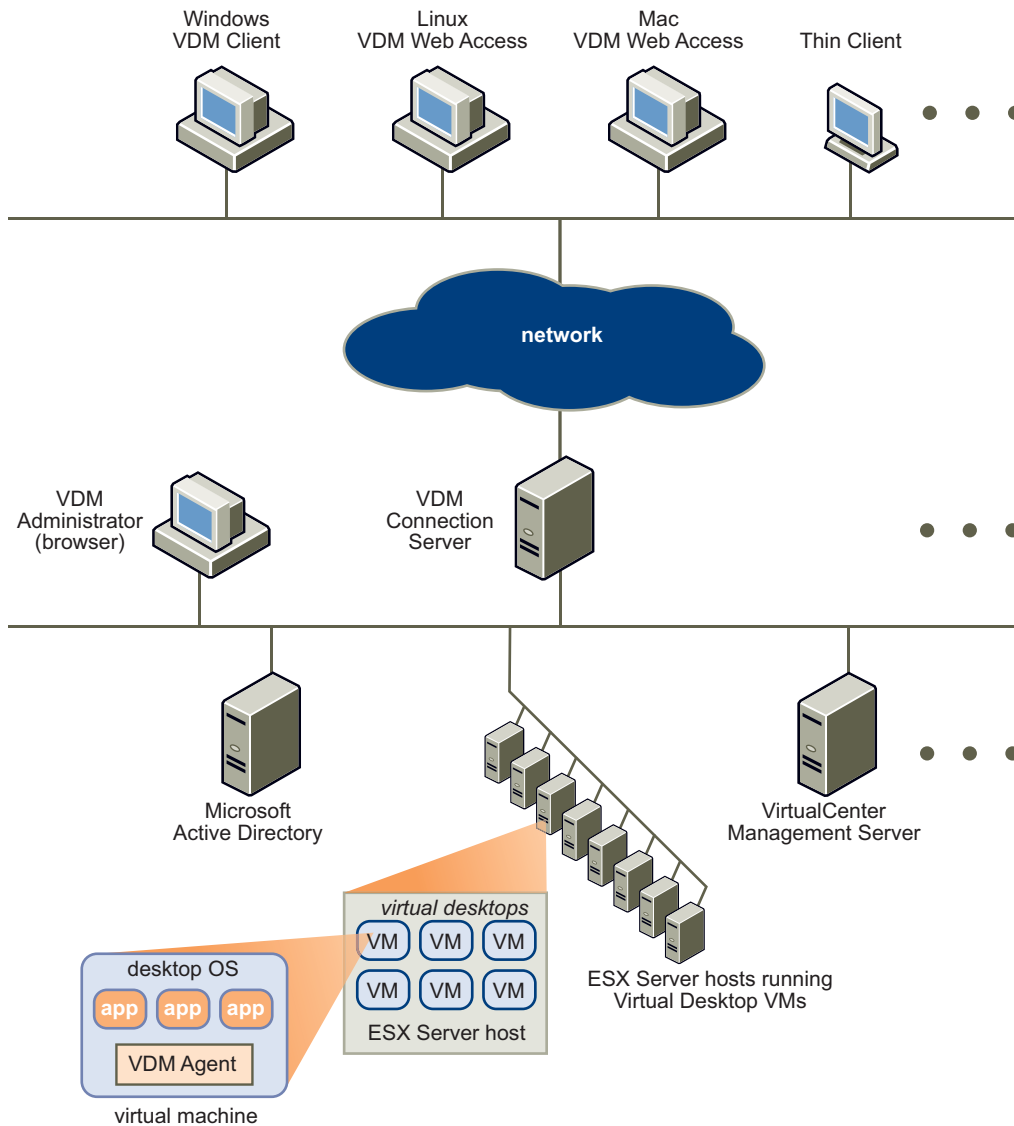 Windows
VDM Client
Linux
VDM Web Access
Mac
VDM Web Access
Thin Client
network
VDM
Administrator
(browser)
VDM
Connection
Server
Microsoft
Active Directory
VirtualCenter
Management Server
virtual desktops
VM VM VM
VM VM VM
ESX Server host
ESX Server hosts running
Virtual Desktop VMs
desktop OS
app app app
VDM Agent
virtual machine